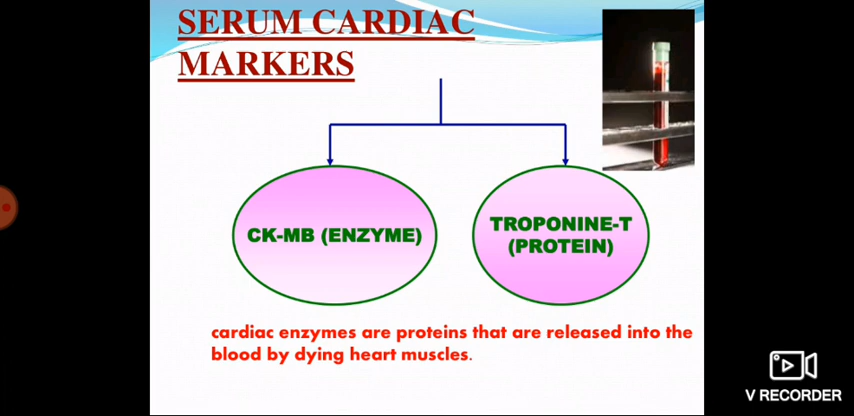 SERUM CARDIAC
MARKERS
CK-MB (ENZYME)
TROPONINE-T
(PROTEIN)
cardiac enzymes are proteins that are released into the
blood by dying heart muscles.
V RECORDER